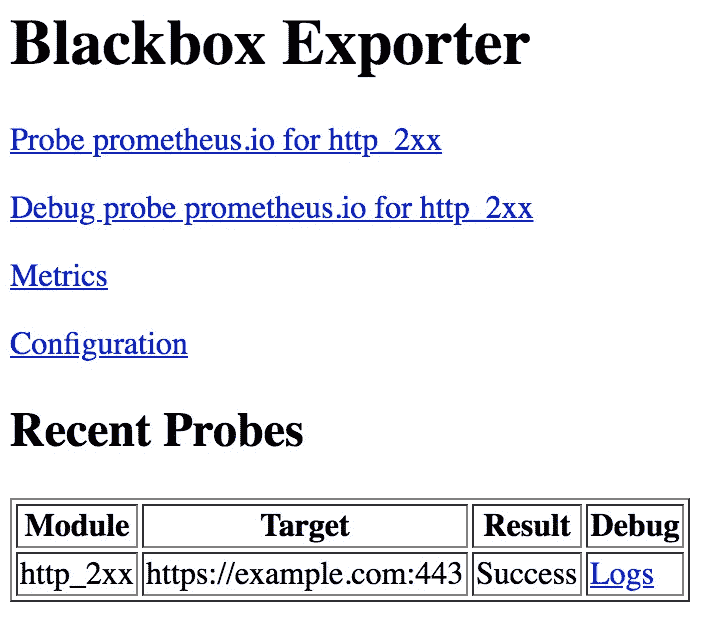 Blackbox Exporter
Probe prometheus.io for http_2xx
Debug probe prometheus.io for http_2xx
Metrics
Configuration
Recent Probes
Module Target Result Debug
http_2xx https://example.com:443 Success Logs